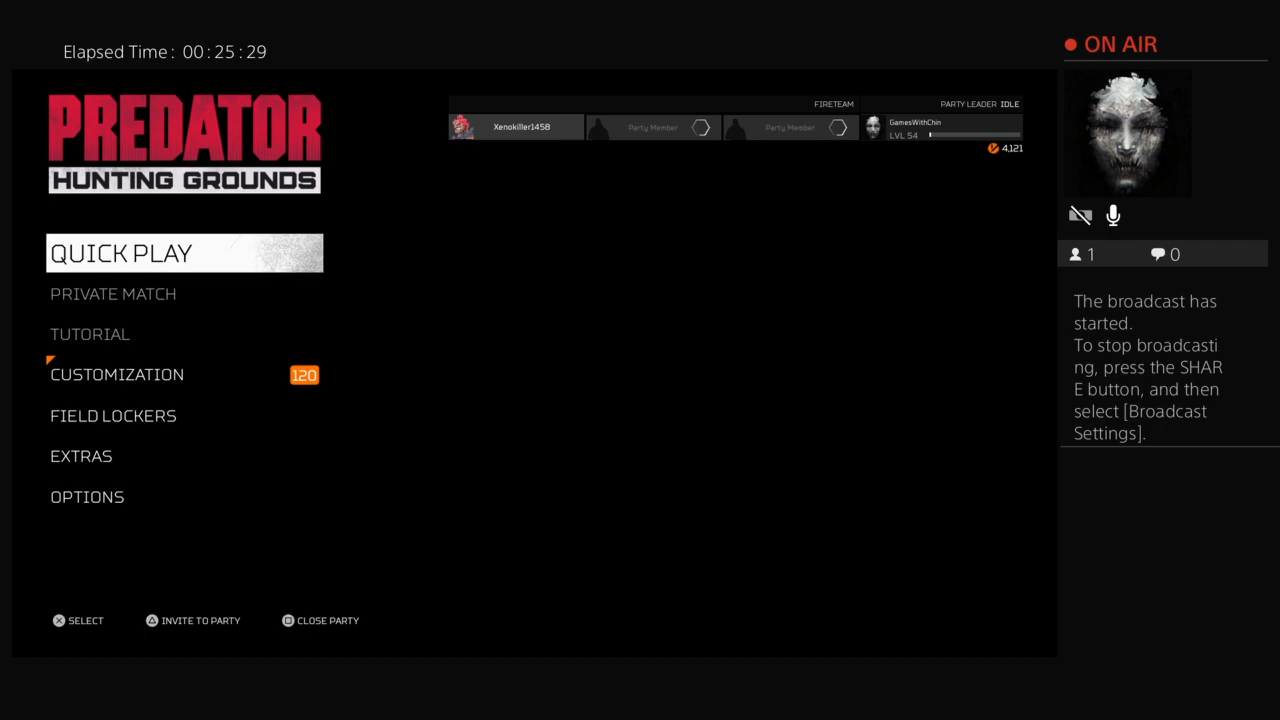 Elapsed Time: 00:25:29
ON AIR
PREDATOR
HUNTING GROUNDS
FIRETEAM
PARTY LEADER IDLE
Xenokiller1458
Party Member
Party Member
GamesWithChin
LVL 54
4,121
1
0
QUICK PLAY
PRIVATE MATCH
TUTORIAL
CUSTOMIZATION 120
FIELD LOCKERS
EXTRAS
OPTIONS
The broadcast has
started.
To stop broadcasti
ng, press the SHAR
E button, and then
select [Broadcast
Settings].
SELECT
INVITE TO PARTY
CLOSE PARTY